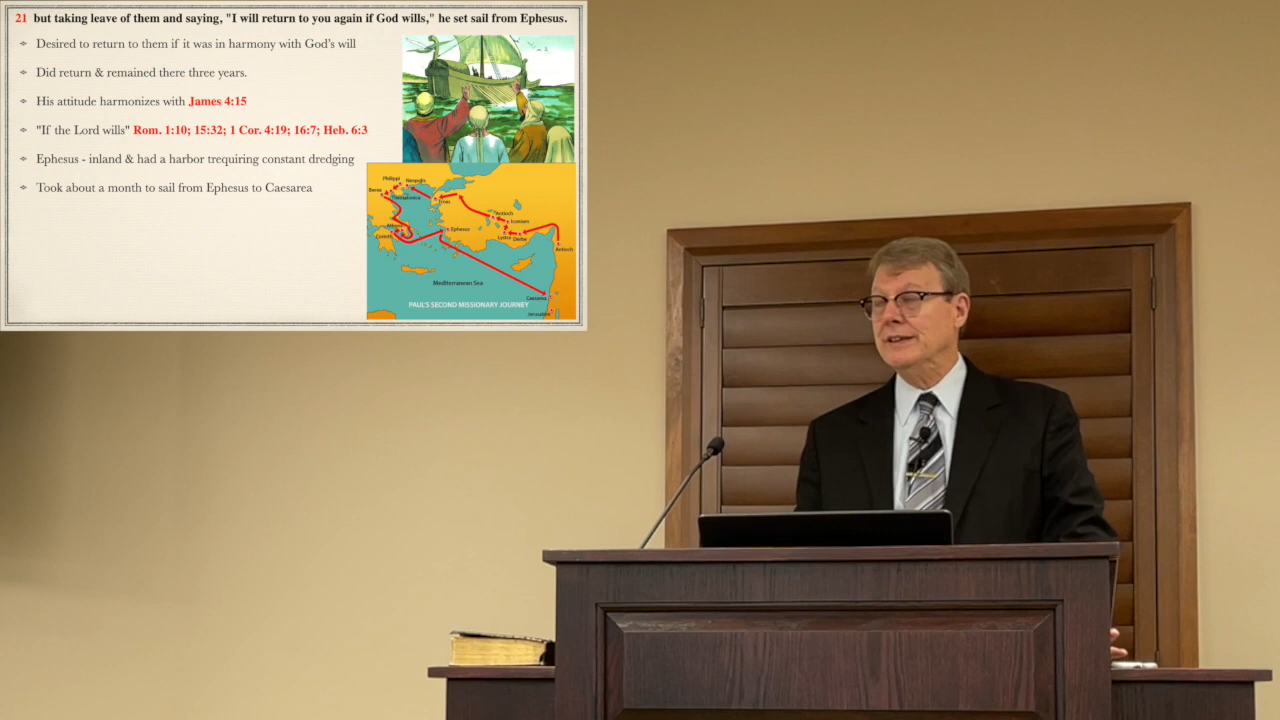 21 but taking leave of them and saying, "I will return to you again if God wills," he set sail from Ephesus.
Desired to return to them if it was in harmony with God's will
Did return & remained there three years.
His attitude harmonizes with James 4:15
"If the Lord wills" Rom. 1:10; 15:32; 1 Cor. 4:19; 16:7; Heb. 6:3
Ephesus - inland & had a harbor trequiring constant dredging
Took about a month to sail from Ephesus to Caesarea
Philippi
Neapolis
Berea
Thessalonica
Troas
Antioch
Iconium
Athens
Ephesus
Corinth
Lystra
Derbe
Antioch
Mediterranean Sea
Caesarea
PAUL'S SECOND MISSIONARY JOURNEY
Jerusalem